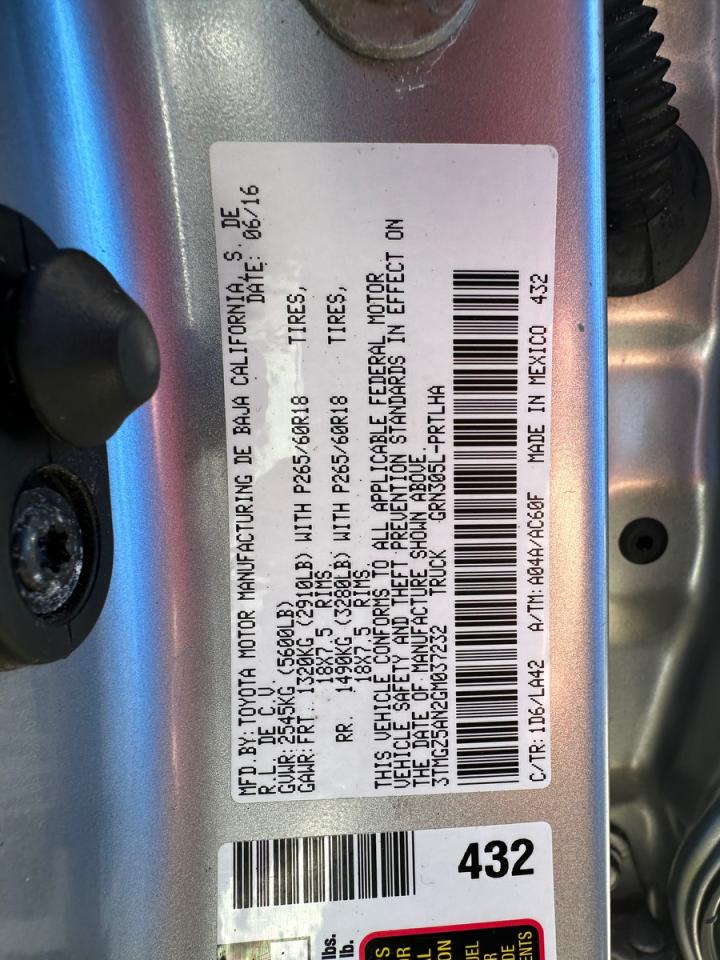 MFD.BY:TOYOTA MOTOR MANUFACTURING DE BAJA CALIFORNIA, S. DE
R.L. DE C.V. DATE: 06/16
GVWR:2545KG (5600LB)
GAWR:FRT. 1320KG (2910LB) WITH P265/60R18 TIRES,
18X7.5 RIMS
RR. 1490KG (3280LB) WITH P265/60R18 TIRES,
18X7.5 RIMS
THIS VEHICLE CONFORMS TO ALL APPLICABLE FEDERAL MOTOR
VEHICLE SAFETY AND THEFT PREVENTION STANDARDS IN EFFECT ON
THE DATE OF MANUFACTURE SHOWN ABOVE.
3TMGZ5AN2GM037232 TRUCK GRN305L-PRTLHA
C/TR:1D6/LA42 A/TM:A04A/AC60F MADE IN MEXICO 432
432
lbs.
lb.